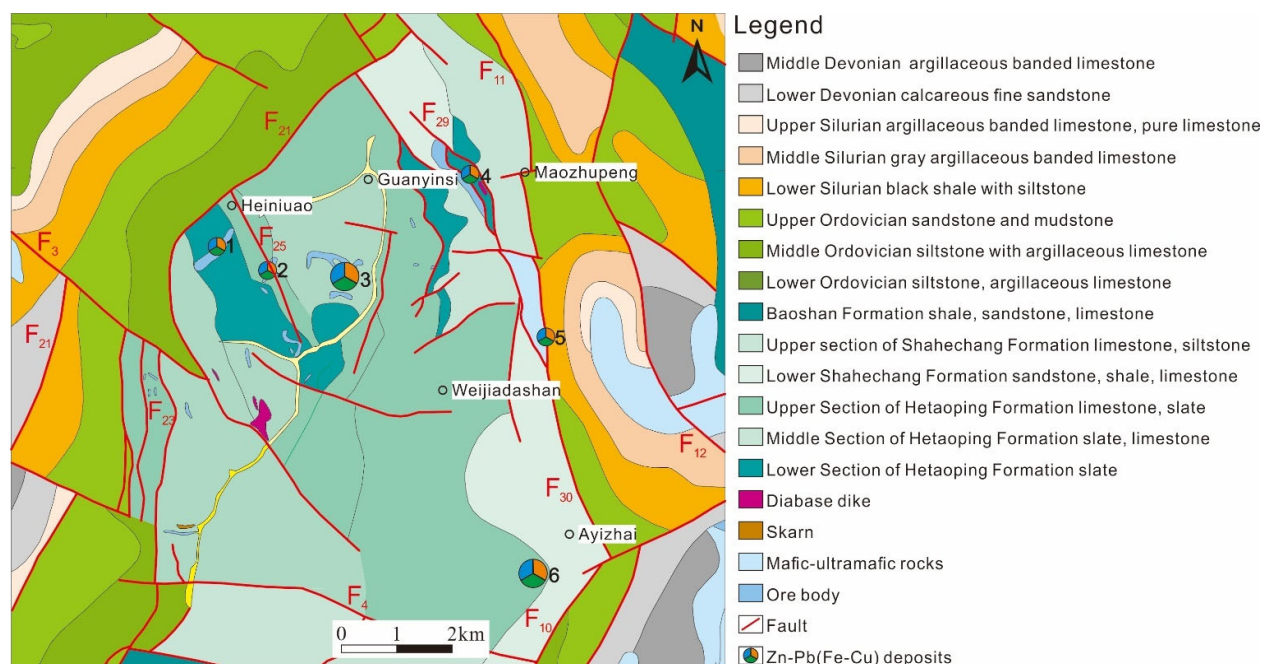 N
Legend
Middle Devonian argillaceous banded limestone
Lower Devonian calcareous fine sandstone
Upper Silurian argillaceous banded limestone, pure limestone
Middle Silurian gray argillaceous banded limestone
Lower Silurian black shale with siltstone
Upper Ordovician sandstone and mudstone
Middle Ordovician siltstone with argillaceous limestone
Lower Ordovician siltstone, argillaceous limestone
Baoshan Formation shale, sandstone, limestone
Upper section of Shahechang Formation limestone, siltstone
Lower Shahechang Formation sandstone, shale, limestone
Upper Section of Hetaoping Formation limestone, slate
Middle Section of Hetaoping Formation slate, limestone
Lower Section of Hetaoping Formation slate
Diabase dike
Skarn
Mafic-ultramafic rocks
Ore body
Fault
Zn-Pb(Fe-Cu) deposits
F11
F21
F29
4
Maozhupeng
Guanyinsi
Heiniuao
1
F3
F25
2
3
F21
5
Weijiadashan
F23
F12
F30
Ayizhai
6
F4
F10
0 1 2km